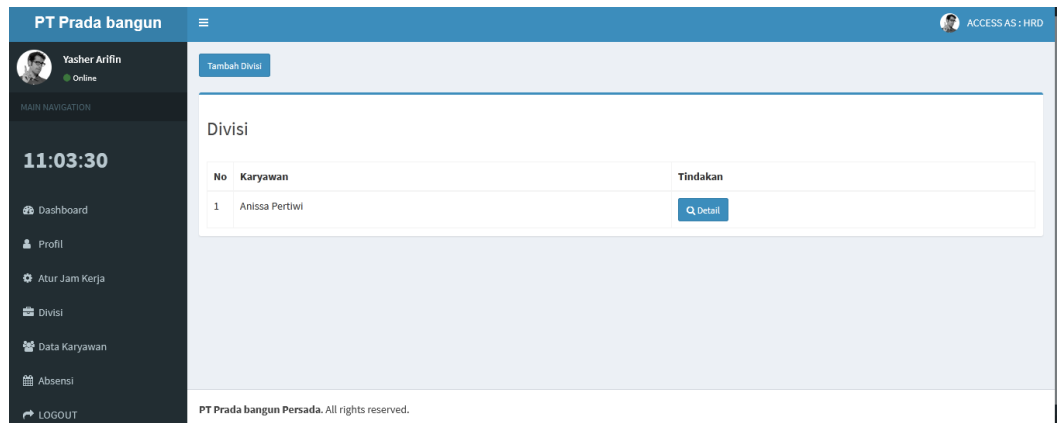 PT Prada bangun
ACCESS AS : HRD
Yasher Arifin
Online
MAIN NAVIGATION
11:03:30
Dashboard
Profil
Atur Jam Kerja
Divisi
Data Karyawan
Absensi
LOGOUT
Tambah Divisi
Divisi
No Karyawan Tindakan
1 Anissa Pertiwi Detail
PT Prada bangun Persada. All rights reserved.